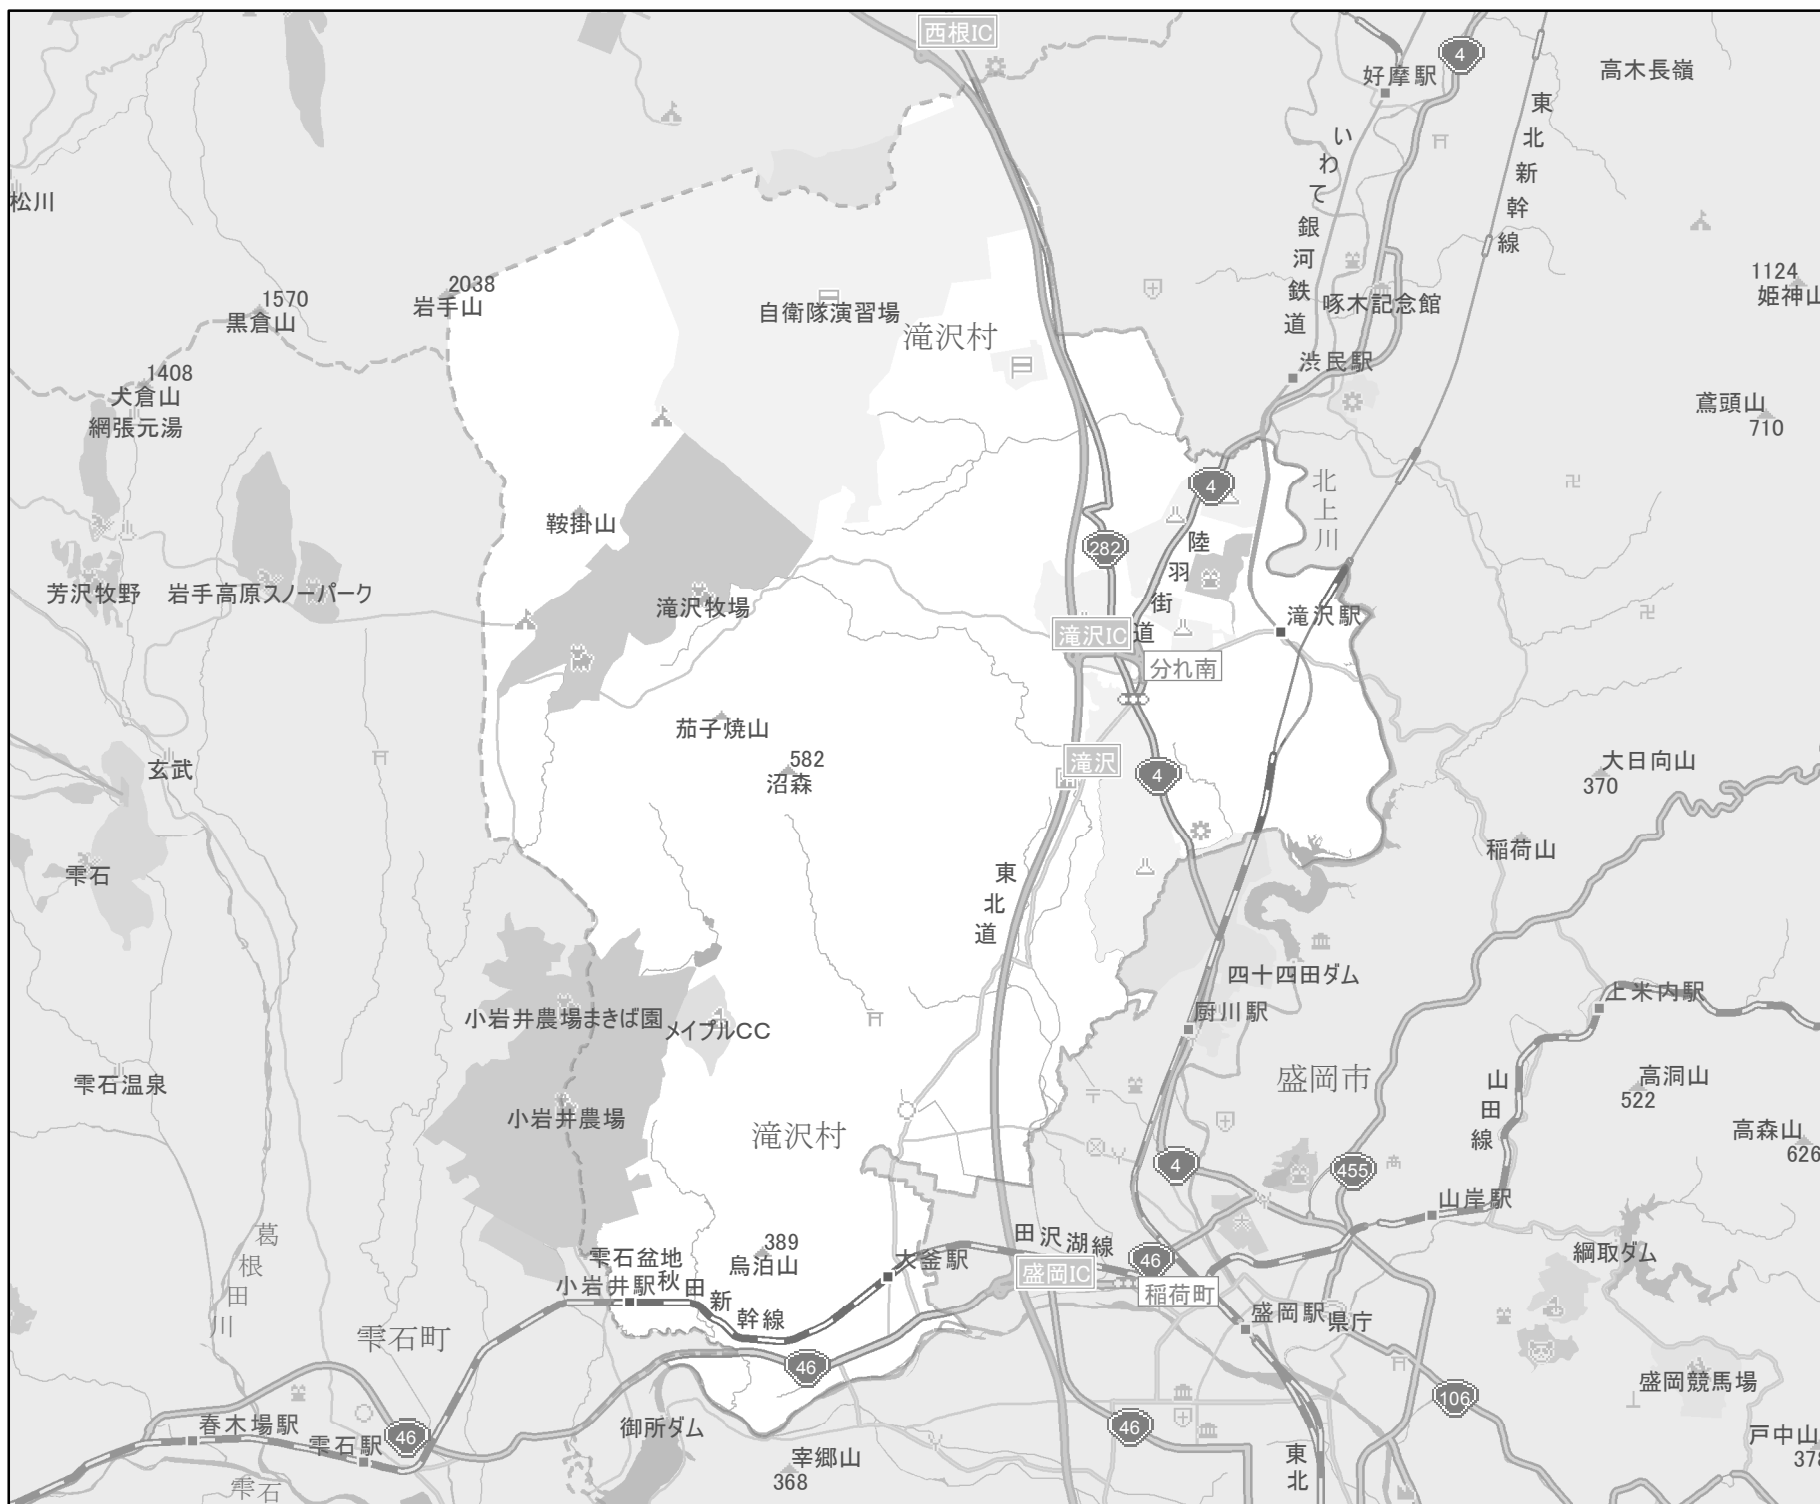 西根IC
4
好摩駅
高木長嶺
東北新幹線
いわて銀河鉄道
松川
2038
岩手山
1570
黒倉山
自衛隊演習場
滝沢村
啄木記念館
1124
姫神山
渋民駅
1408
犬倉山
網張元湯
鳶頭山
710
北上川
4
鞍掛山
282
陸羽街道
芳沢牧野
岩手高原スノーパーク
滝沢牧場
滝沢IC
滝沢駅
分れ南
茄子焼山
582
沼森
滝沢
4
玄武
大日向山
370
稲荷山
雫石
東北道
四十四田ダム
上米内駅
小岩井農場まきば園
メイプルCC
厨川駅
雫石温泉
盛岡市
山田線
高洞山
522
小岩井農場
滝沢村
高森山
626
4
455
山岸駅
葛根田川
雫石盆地
389
烏泊山
大釜駅
田沢湖線
46
綱取ダム
小岩井駅
秋田新幹線
盛岡IC
稲荷町
盛岡駅
県庁
雫石町
46
盛岡競馬場
106
春木場駅
雫石駅
46
御所ダム
46
戸中山
378
宰郷山
368
東北
雫石